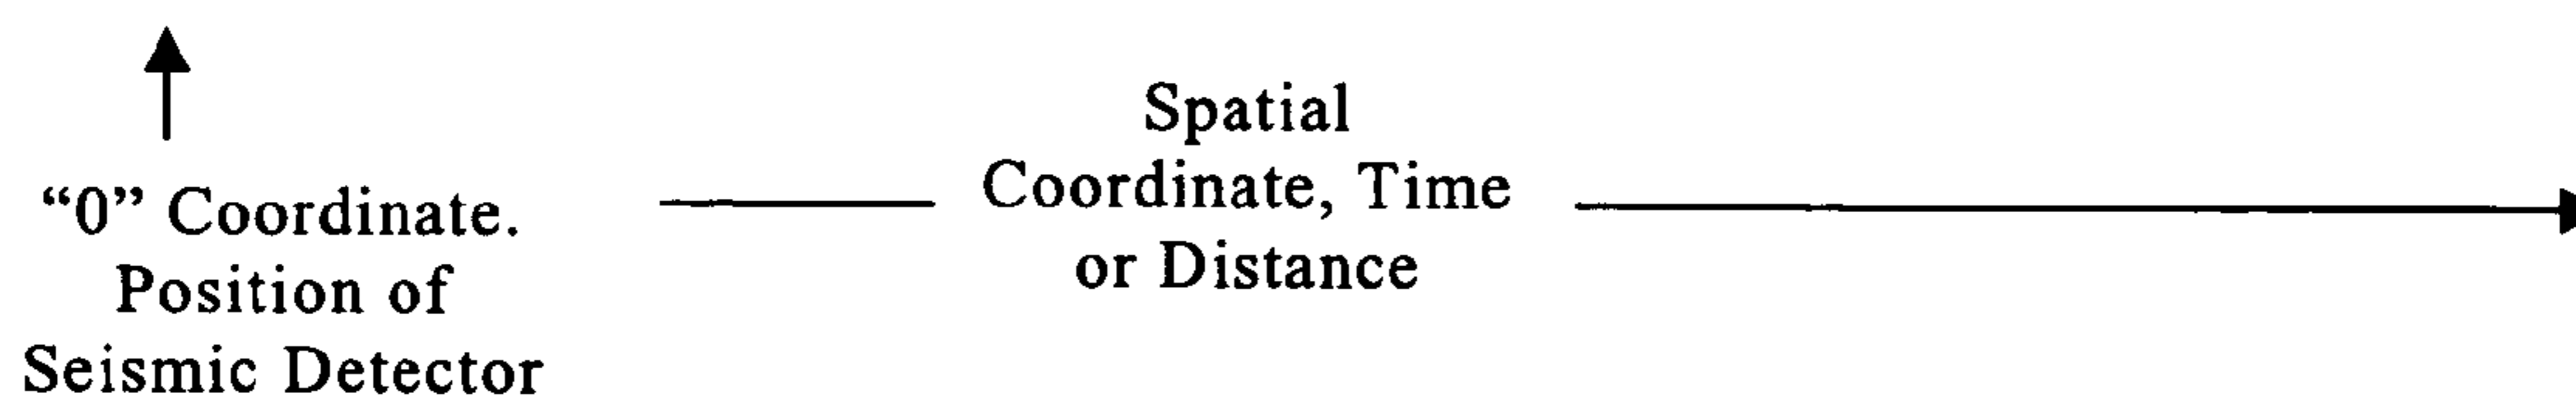 “0” Coordinate.
Position of
Seismic Detector
Spatial
Coordinate, Time
or Distance